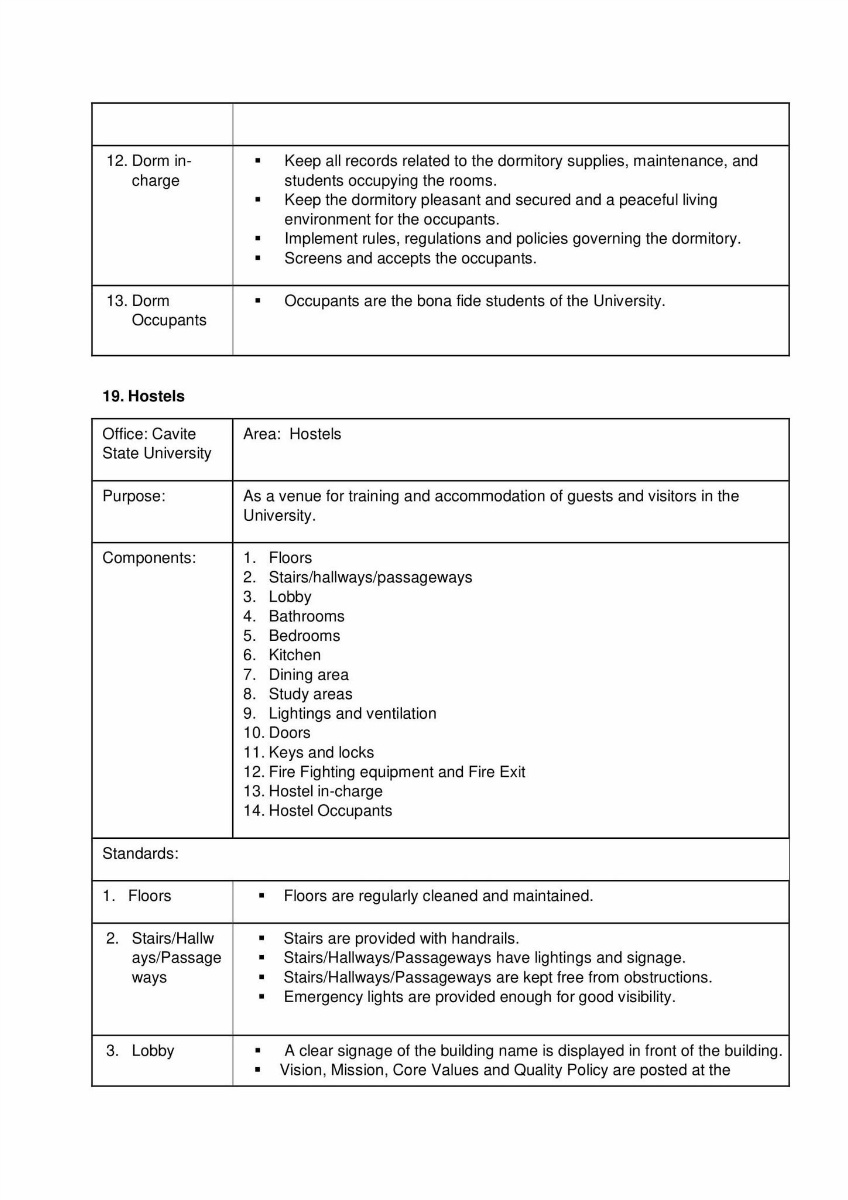 12. Dorm in-
charge
▪ Keep all records related to the dormitory supplies, maintenance, and
students occupying the rooms.
▪ Keep the dormitory pleasant and secured and a peaceful living
environment for the occupants.
▪ Implement rules, regulations and policies governing the dormitory.
▪ Screens and accepts the occupants.
13. Dorm
Occupants
▪ Occupants are the bona fide students of the University.
19. Hostels
Office: Cavite
State University
Area: Hostels
Purpose:
As a venue for training and accommodation of guests and visitors in the
University.
Components:
1. Floors
2. Stairs/hallways/passageways
3. Lobby
4. Bathrooms
5. Bedrooms
6. Kitchen
7. Dining area
8. Study areas
9. Lightings and ventilation
10. Doors
11. Keys and locks
12. Fire Fighting equipment and Fire Exit
13. Hostel in-charge
14. Hostel Occupants
Standards:
1. Floors
▪ Floors are regularly cleaned and maintained.
2. Stairs/Hallw
ays/Passage
ways
▪ Stairs are provided with handrails.
▪ Stairs/Hallways/Passageways have lightings and signage.
▪ Stairs/Hallways/Passageways are kept free from obstructions.
▪ Emergency lights are provided enough for good visibility.
3. Lobby
▪ A clear signage of the building name is displayed in front of the building.
▪ Vision, Mission, Core Values and Quality Policy are posted at the